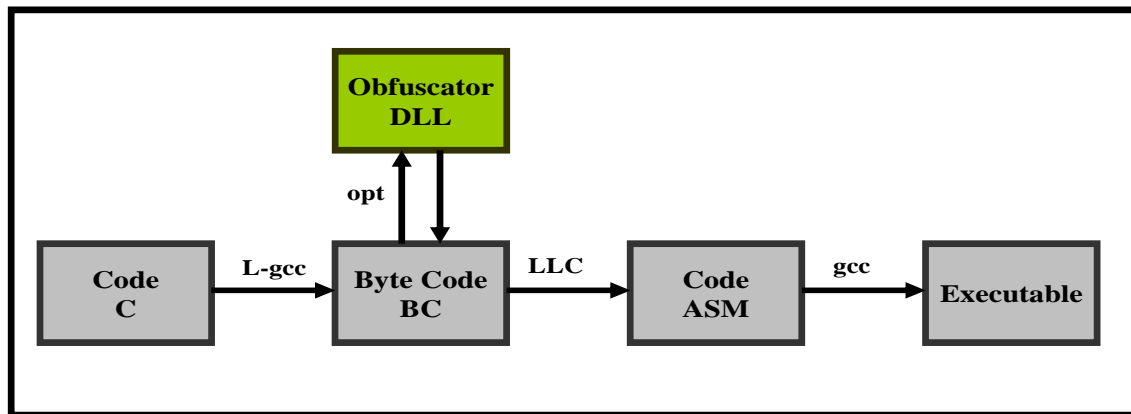 Obfuscator
DLL
opt
L-gcc
LLC
gcc
Code
C
Byte Code
BC
Code
ASM
Executable